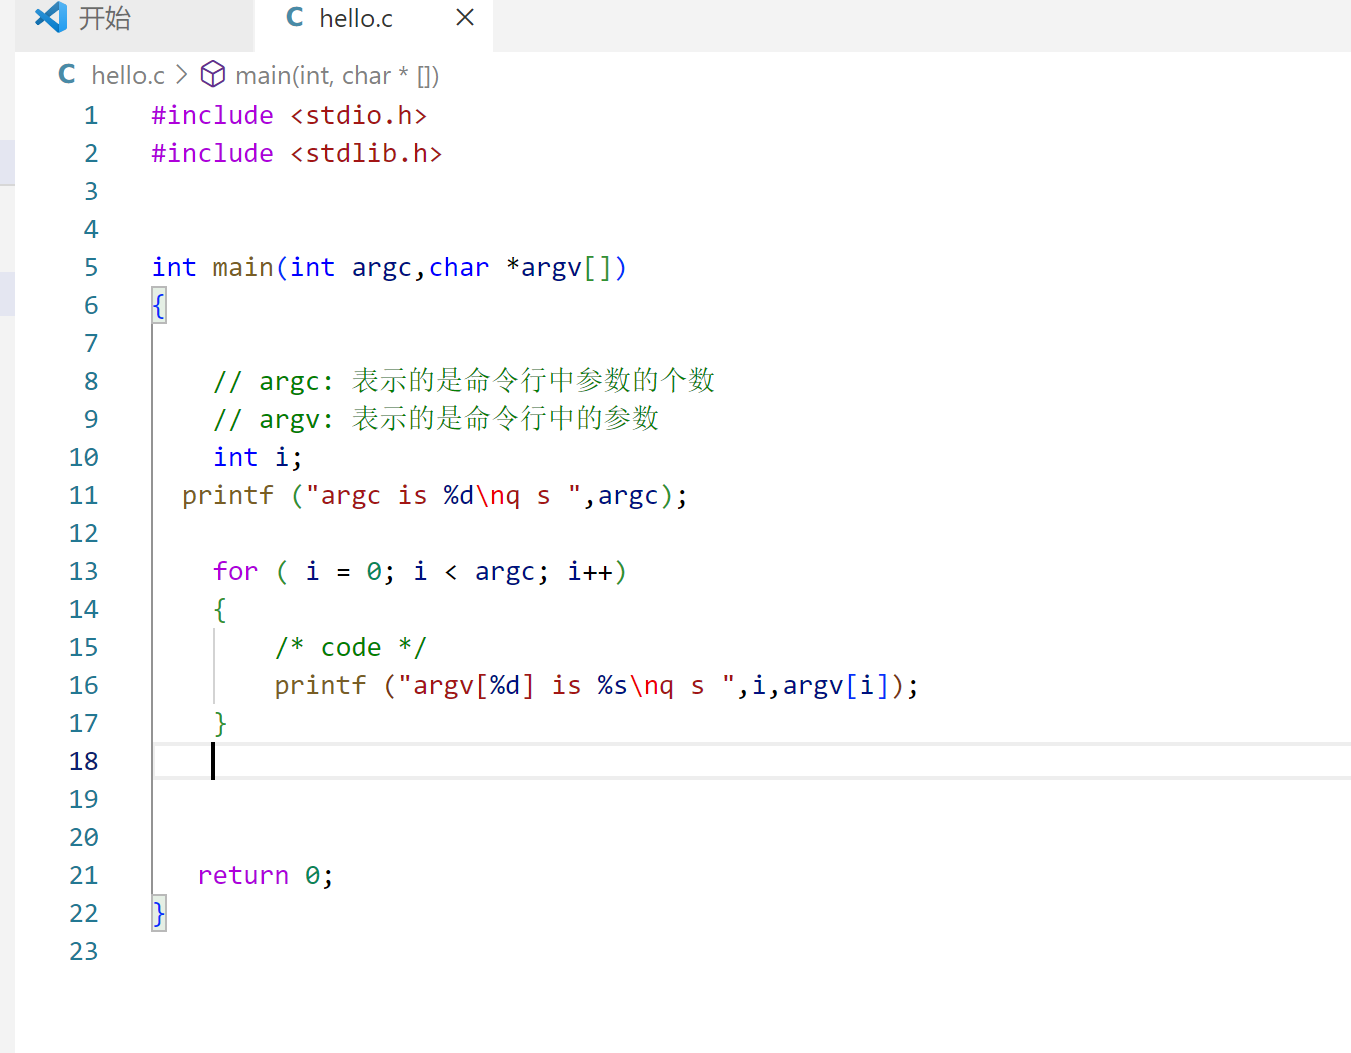 开始
C hello.c ×
C hello.c > main(int, char * [])
1 #include <stdio.h>
2 #include <stdlib.h>
3
4
5 int main(int argc,char *argv[])
6 {
7
8     // argc: 表示的是命令行中参数的个数
9     // argv: 表示的是命令行中的参数
10     int i;
11   printf ("argc is %d\nq s ",argc);
12
13     for ( i = 0; i < argc; i++)
14     {
15         /* code */
16         printf ("argv[%d] is %s\nq s ",i,argv[i]);
17     }
18
19
20
21    return 0;
22 }
23